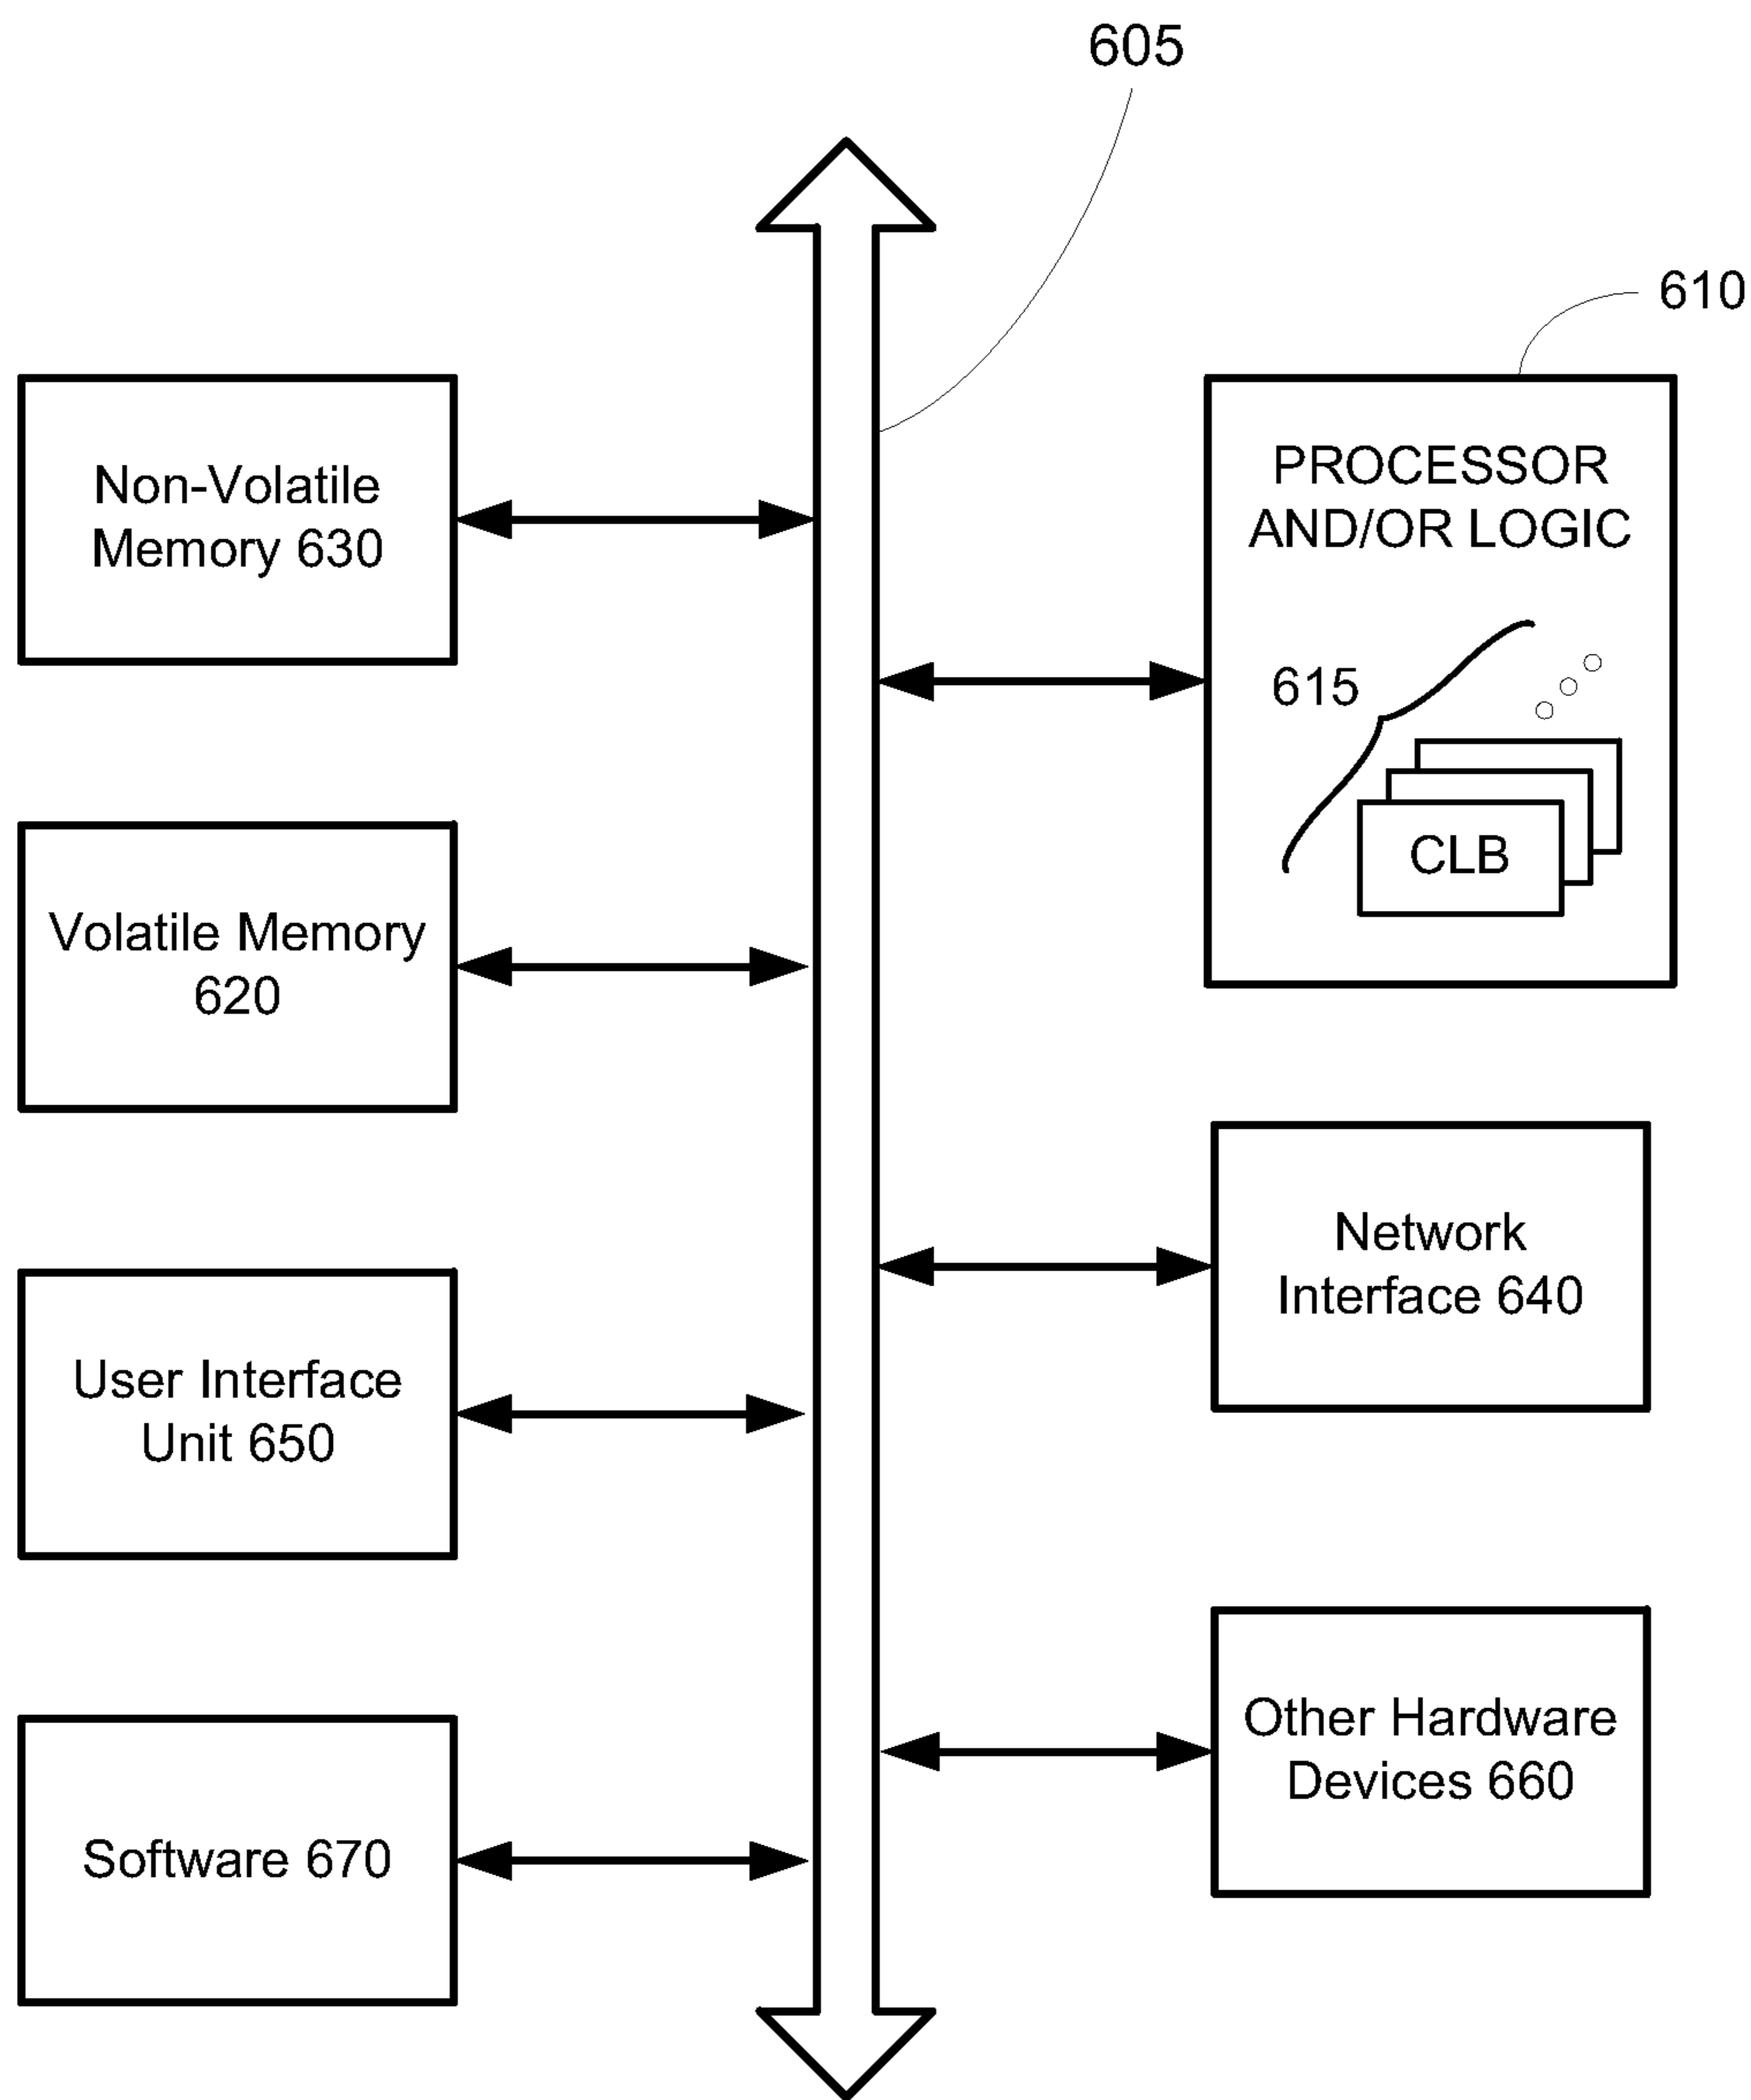 605
610
Non-Volatile
Memory 630
PROCESSOR
AND/OR LOGIC
615
CLB
Volatile Memory
620
Network
Interface 640
User Interface
Unit 650
Other Hardware
Devices 660
Software 670